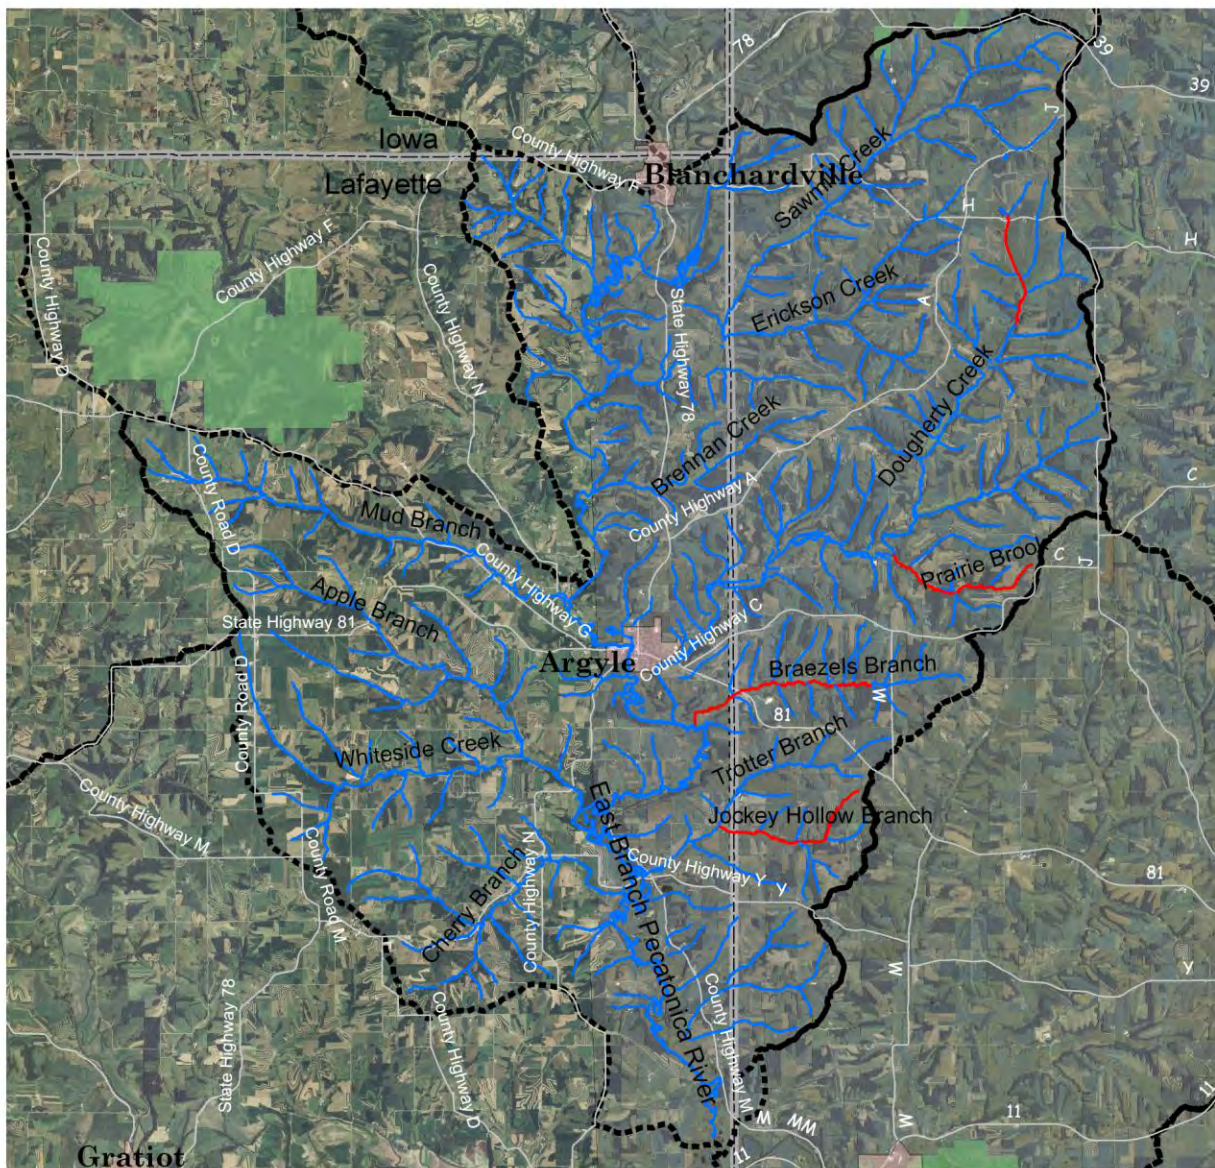 39
78
39
J
Iowa
County Highway F
Blanchardville
Sawmill Creek
Lafayette
H
H
County Highway F
County Highway D
County Highway N
Erickson Creek
A
State Highway 78
Dougherty Creek
Brennan Creek
C
County Road D
County Highway A
Mud Branch
County Highway G
C
J
Prairie Brook
Apple Branch
State Highway 81
County Highway C
Argyle
Braezels Branch
W
County Road D
81
Trotter Branch
Whiteside Creek
East Branch Pecatonica River
Jockey Hollow Branch
County Highway M
County Road M
County Highway N
County Highway Y
Y
81
Cherry Branch
W
Y
State Highway 78
County Highway D
County Highway M
W
WW
W
11
11
11
Gratiot